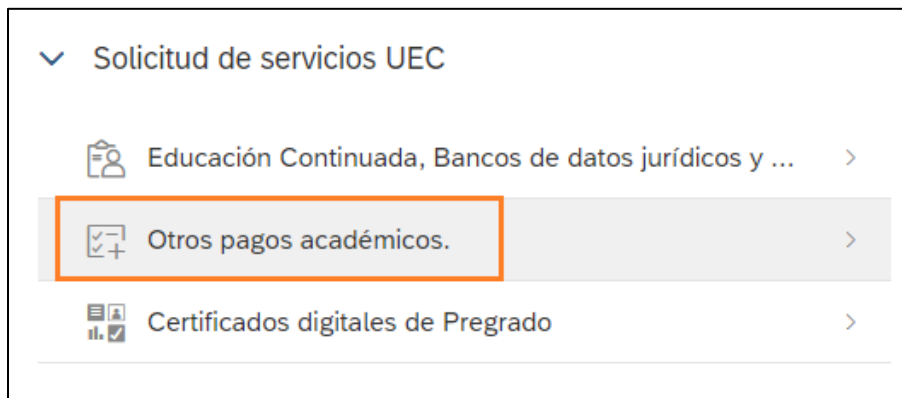 Solicitud de servicios UEC
Educación Continuada, Bancos de datos jurídicos y ...
Otros pagos académicos.
Certificados digitales de Pregrado